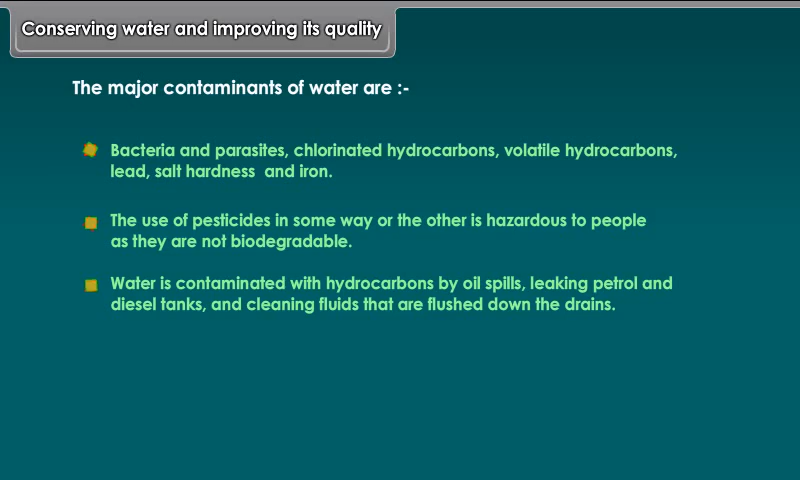 Conserving water and improving its quality
The major contaminants of water are :-
Bacteria and parasites, chlorinated hydrocarbons, volatile hydrocarbons,
lead, salt hardness  and iron.
The use of pesticides in some way or the other is hazardous to people
as they are not biodegradable.
Water is contaminated with hydrocarbons by oil spills, leaking petrol and
diesel tanks, and cleaning fluids that are flushed down the drains.